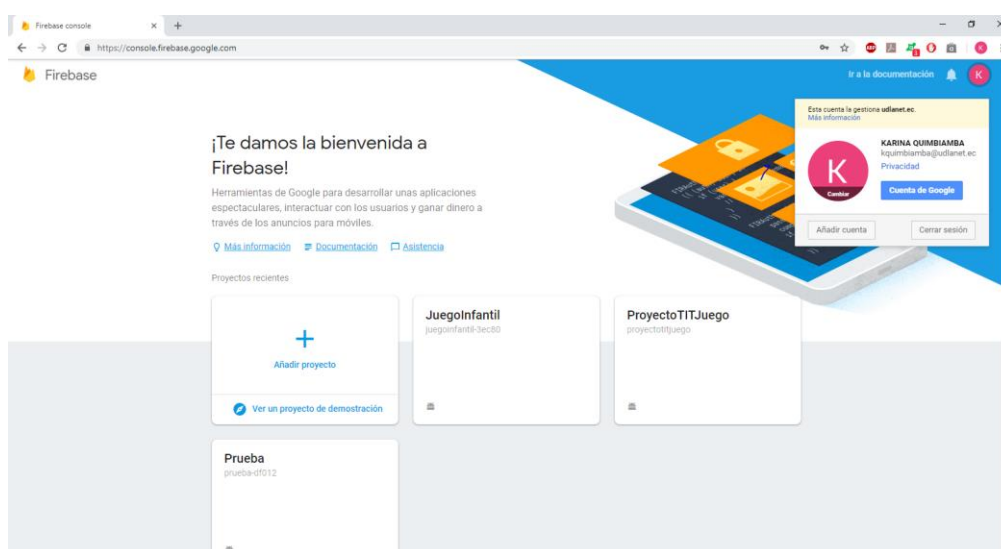 Firebase console
https://console.firebase.google.com
Firebase
Ir a la documentación
K
¡Te damos la bienvenida a
Firebase!
Herramientas de Google para desarrollar unas aplicaciones
espectaculares, interactuar con los usuarios y ganar dinero a
través de los anuncios para móviles.
Más información
Documentación
Asistencia
Esta cuenta la gestiona udlanet.ec.
Más información
K
Cambiar
KARINA QUIMBIAMBA
kquimbiamba@udlanet.ec
Privacidad
Cuenta de Google
Añadir cuenta
Cerrar sesión
Proyectos recientes
Añadir proyecto
Ver un proyecto de demostración
JuegoInfantil
juegoinfantil-3ec80
ProyectoTITJuego
proyectotitjuego
Prueba
prueba-df012